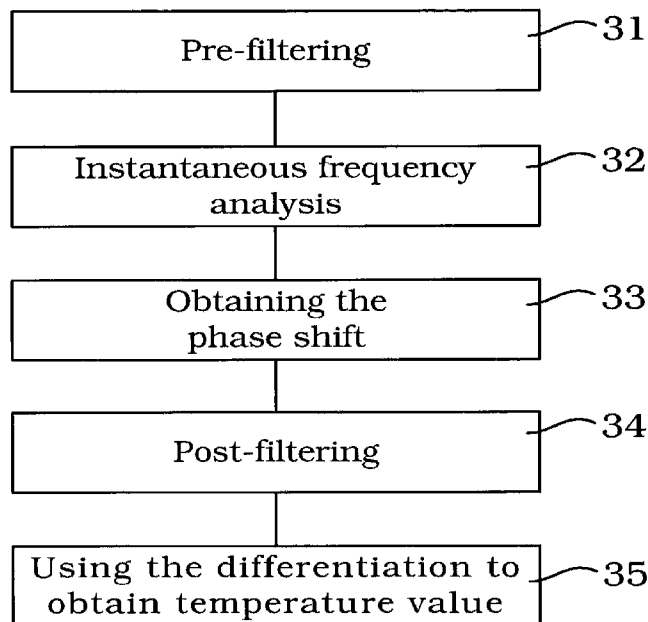 Pre-filtering
31
Instantaneous frequency
analysis
32
Obtaining the
phase shift
33
Post-filtering
34
Using the differentiation to
obtain temperature value
35